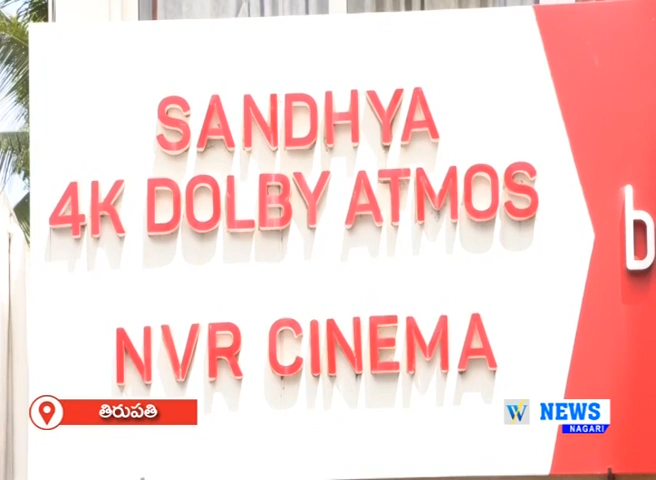 SANDHYA
4K DOLBY ATMOS
NVR CINEMA
b
తిరుపతి
W NEWS
NAGARI